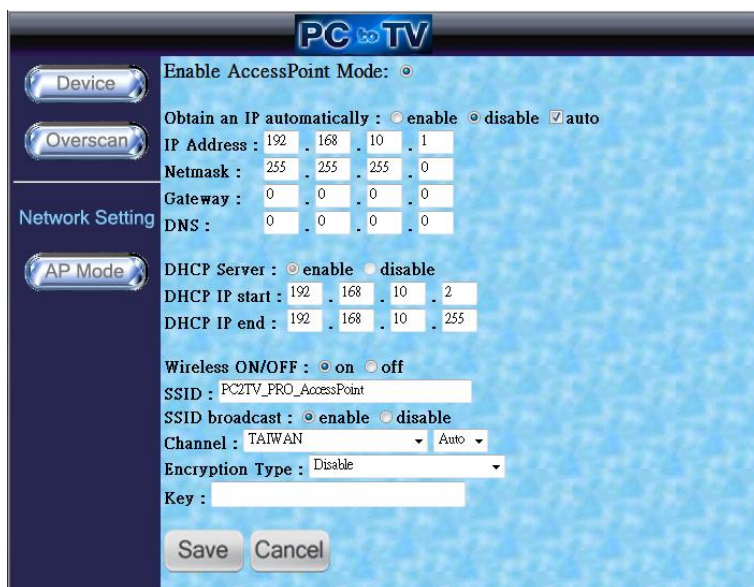 PC to TV
Device
Overscan
Network Setting
AP Mode
Enable AccessPoint Mode:
Obtain an IP automatically : enable disable auto
IP Address : 192 . 168 . 10 . 1
Netmask : 255 . 255 . 255 . 0
Gateway : 0 . 0 . 0 . 0
DNS : 0 . 0 . 0 . 0
DHCP Server : enable disable
DHCP IP start : 192 . 168 . 10 . 2
DHCP IP end : 192 . 168 . 10 . 255
Wireless ON/OFF : on off
SSID : PC2TV_PRO_AccessPoint
SSID broadcast : enable disable
Channel : TAIWAN Auto
Encryption Type : Disable
Key :
Save Cancel